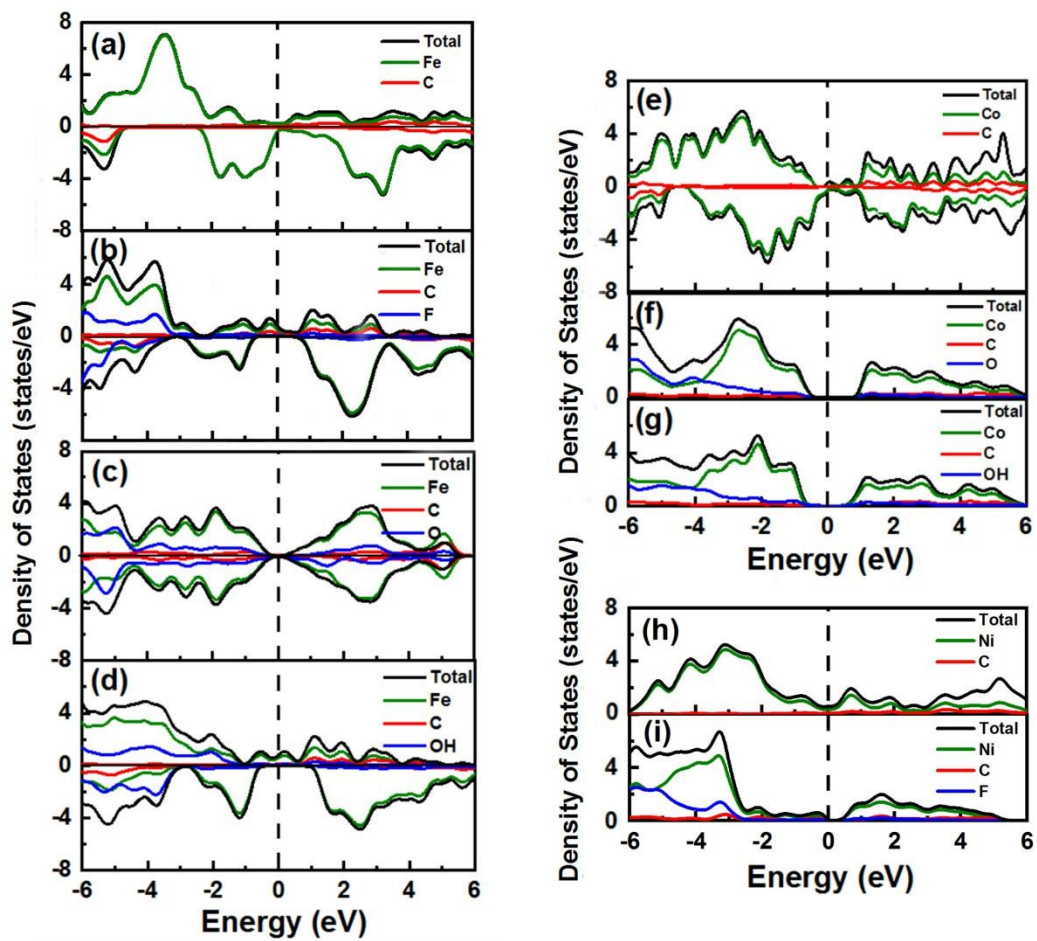 Density of States (states/eV)
(a)
Total
Fe
C
8
4
0
-4
-8
(b)
Total
Fe
C
F
4
0
-4
-8
(c)
Total
Fe
C
O
8
4
0
-4
-8
(d)
Total
Fe
C
OH
4
0
-4
-8
-6 -4 -2 0 2 4 6
Energy (eV)
Density of States (states/eV)
(e)
Total
Co
C
8
4
0
-4
-8
(f)
Total
Co
C
O
4
0
(g)
Total
Co
C
OH
4
0
-6 -4 -2 0 2 4 6
Energy (eV)
Density of States (states/eV)
(h)
Total
Ni
C
8
4
0
(i)
Total
Ni
C
F
4
0
-6 -4 -2 0 2 4 6
Energy (eV)